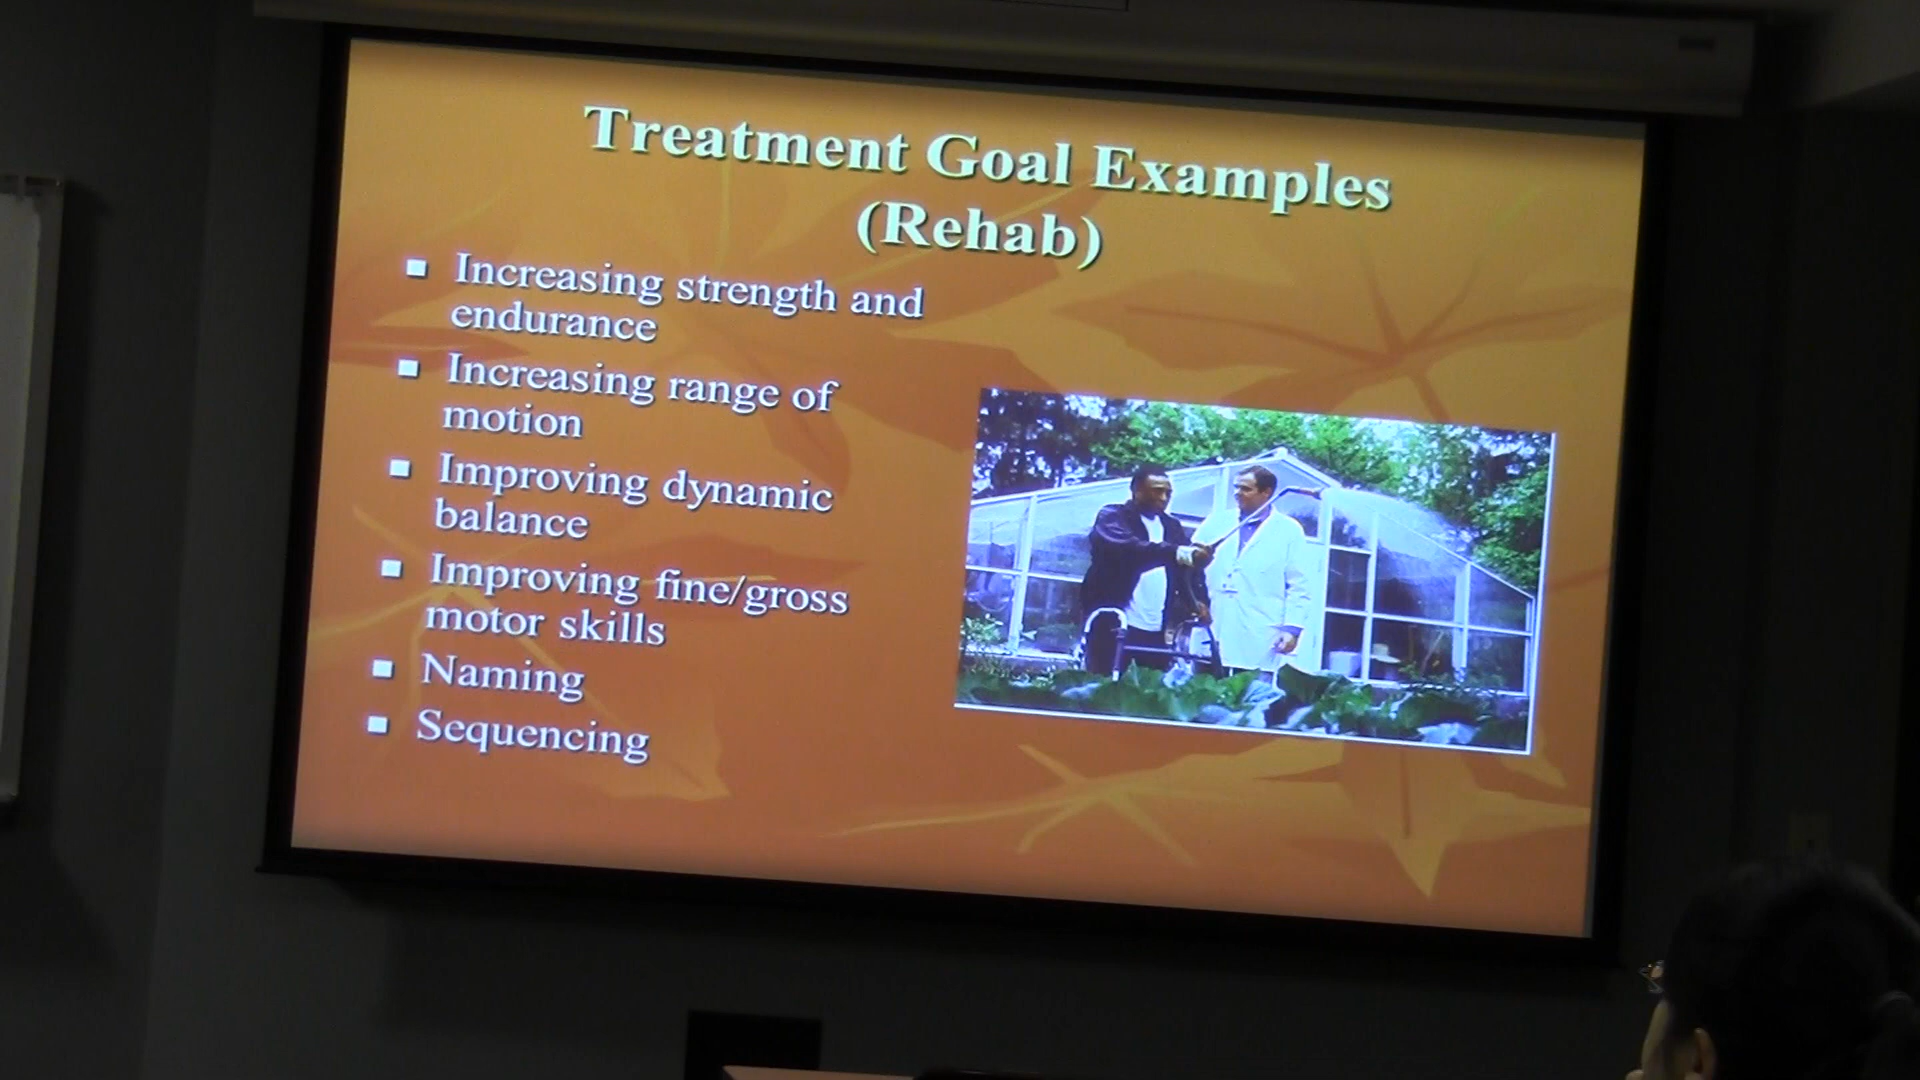 Treatment Goal Examples
(Rehab)
Increasing strength and
endurance
Increasing range of
motion
Improving dynamic
balance
Improving fine/gross
motor skills
Naming
Sequencing